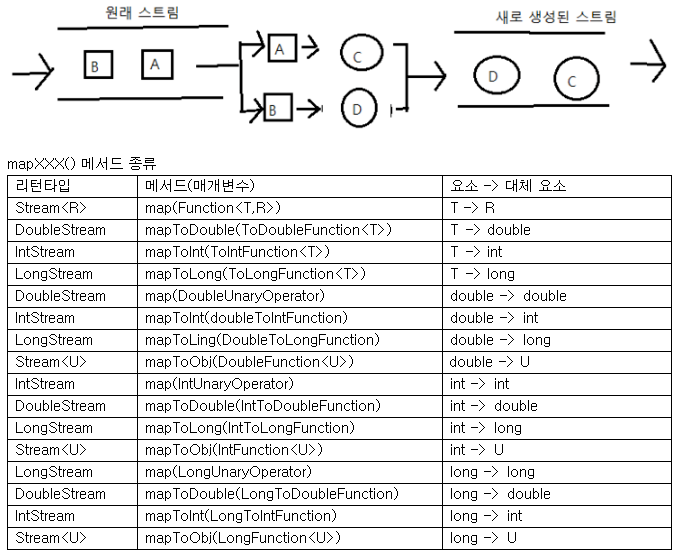 원래 스트림 새로 생성된 스트림
B A A C B D D C
mapXXX() 메서드 종류
리턴타입 메서드(매개변수) 요소 -> 대체 요소
Stream<R> map(Function<T,R>) T -> R
DoubleStream mapToDouble(ToDoubleFunction<T>) T -> double
IntStream mapToInt(ToIntFunction<T>) T -> int
LongStream mapToLong(ToLongFunction<T>) T -> long
DoubleStream map(DoubleUnaryOperator) double -> double
IntStream mapToInt(doubleToIntFunction) double -> int
LongStream mapToLing(DoubleToLongFunction) double -> long
Stream<U> mapToObj(DoubleFunction<U>) double -> U
IntStream map(IntUnaryOperator) int -> int
DoubleStream mapToDouble(IntToDoubleFunction) int -> double
LongStream mapToLong(IntToLongFunction) int -> long
Stream<U> mapToObj(IntFunction<U>) int -> U
LongStream map(LongUnaryOperator) long -> long
DoubleStream mapToDouble(LongToDoubleFunction) long -> double
IntStream mapToInt(LongToIntFunction) long -> int
Stream<U> mapToObj(LongFunction<U>) long -> U